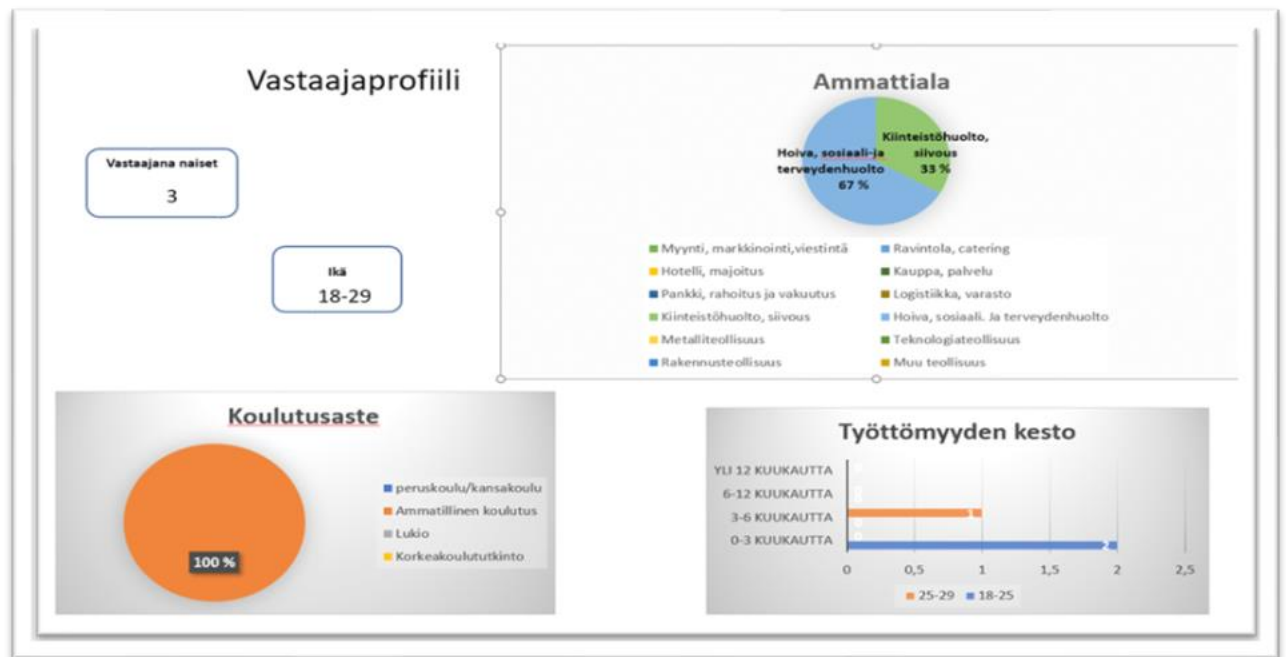 Vastaajaprofiili
Vastaajana naiset
3
Ikä
18-29
Ammattiala
Kiinteistöhuolto,
siivous
33 %
Hoiva, sosiaali-ja
terveydenhuolto
67 %
Myynti, markkinointi,viestintä
Ravintola, catering
Hotelli, majoitus
Kauppa, palvelu
Pankki, rahoitus ja vakuutus
Logistiikka, varasto
Kiinteistöhuolto, siivous
Hoiva, sosiaali. Ja terveydenhuolto
Metalliteollisuus
Teknologiateollisuus
Rakennusteollisuus
Muu teollisuus
Koulutusaste
100 %
peruskoulu/kansakoulu
Ammatillinen koulutus
Lukio
Korkeakoulututkinto
Työttömyyden kesto
YLI 12 KUUKAUTTA
6-12 KUUKAUTTA
3-6 KUUKAUTTA
0-3 KUUKAUTTA
1
2
0 0,5 1 1,5 2 2,5
25-29 18-25